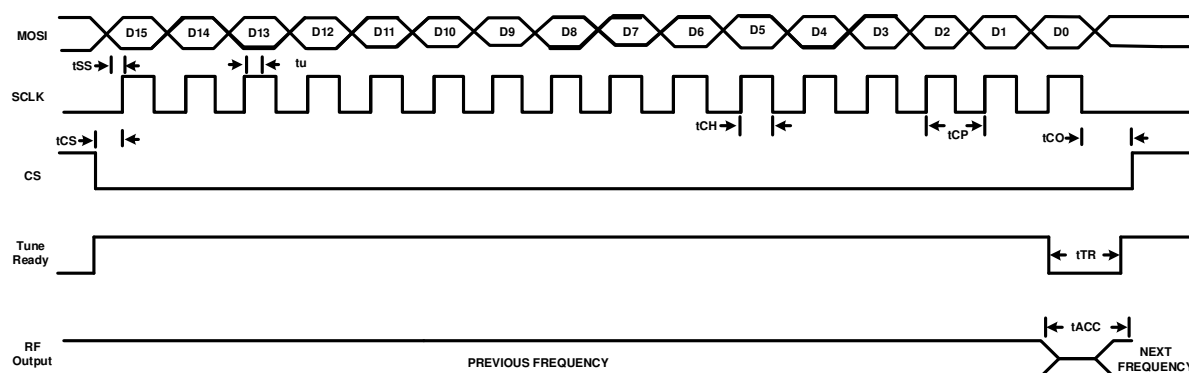 MOSI D15 D14 D13 D12 D11 D10 D9 D8 D7 D6 D5 D4 D3 D2 D1 D0
tSS tu
SCLK
tCH tCP tCO
tCS
CS
Tune
Ready
tTR
tACC
RF
Output
PREVIOUS FREQUENCY
NEXT
FREQUENCY